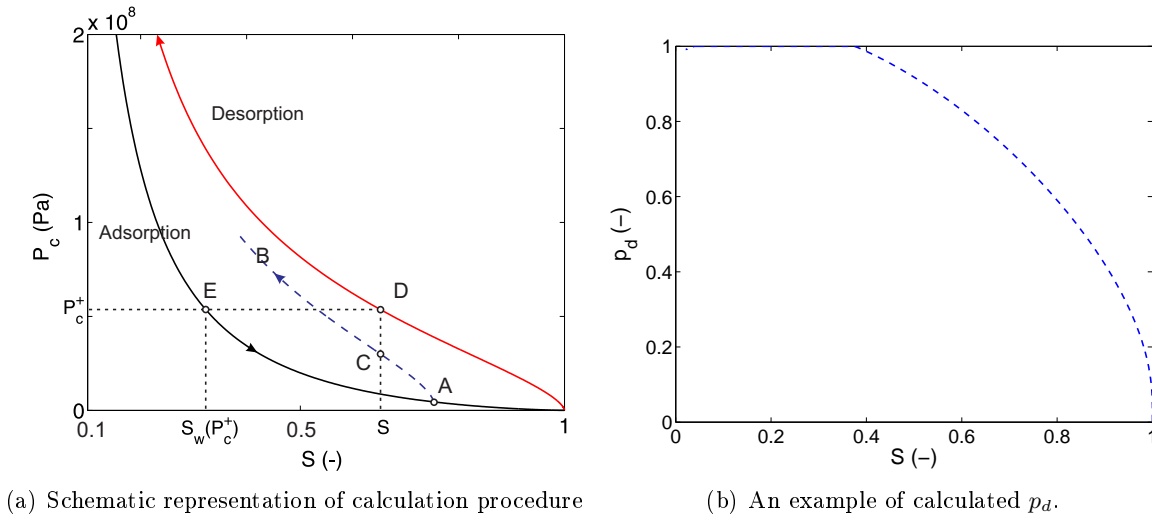 2 × 10⁸
P_c (Pa)
1
P_c⁺
0
0.1
S_w(P_c⁺)
0.5
S
1
S (-)
Desorption
Adsorption
B
E
D
C
A
(a) Schematic representation of calculation procedure
p_d (–)
1
0.8
0.6
0.4
0.2
0
0
0.2
0.4
0.6
0.8
1
S (–)
(b) An example of calculated p_d.